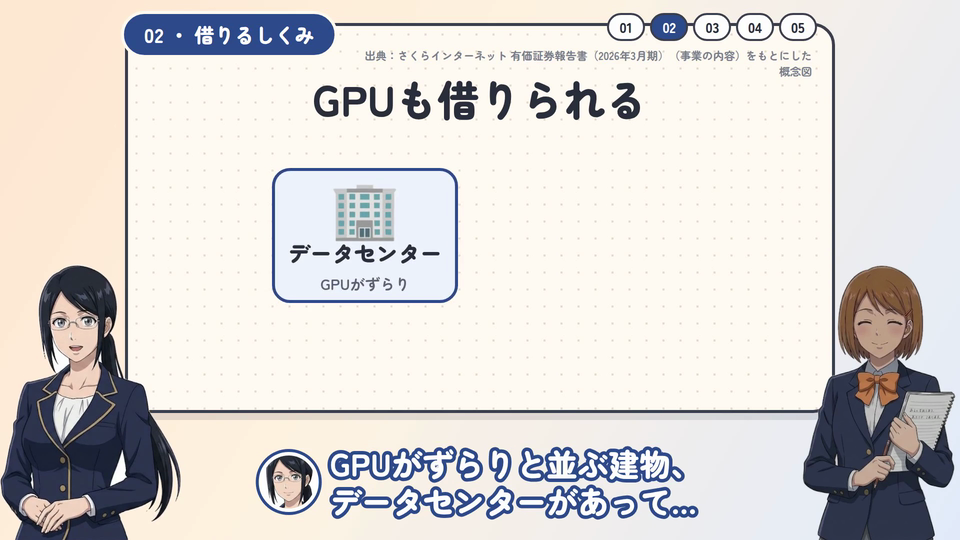 02 ・ 借りるしくみ
01 02 03 04 05
出典：さくらインターネット 有価証券報告書（2026年3月期）（事業の内容）をもとにした
概念図
GPUも借りられる
データセンター
GPUがずらり
GPUがずらりと並ぶ建物、
データセンターがあって…